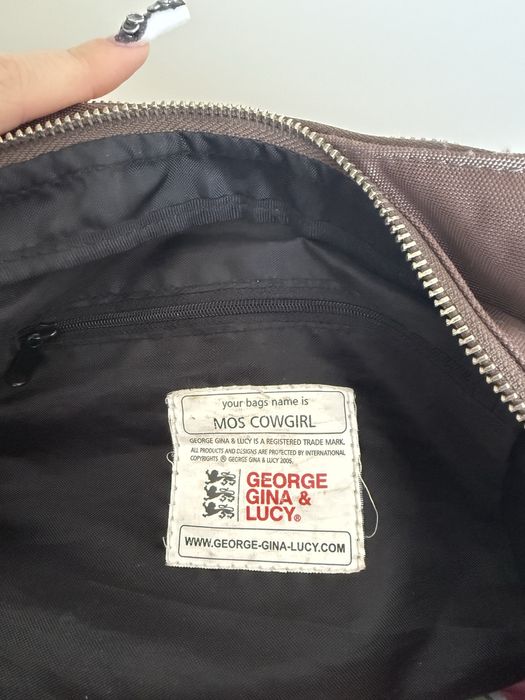 your bags name is
MOS COWGIRL
GEORGE GINA & LUCY IS A REGISTERED TRADE MARK.
ALL PRODUCTS AND DESIGNS ARE PROTECTED BY INTERNATIONAL
COPYRIGHTS ® GEORGE GINA & LUCY 2005.
GEORGE
GINA &
LUCY®
WWW.GEORGE-GINA-LUCY.COM